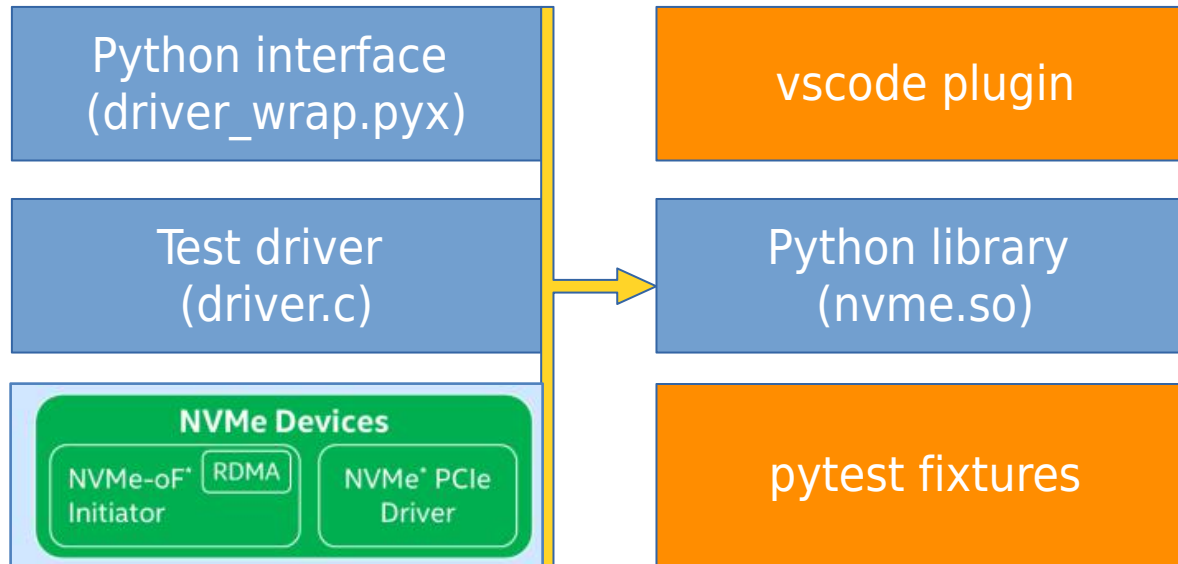 Python interface
(driver_wrap.pyx)
vscode plugin
Test driver
(driver.c)
Python library
(nvme.so)
NVMe Devices
NVMe-oF* RDMA
Initiator
NVMe* PCIe
Driver
pytest fixtures